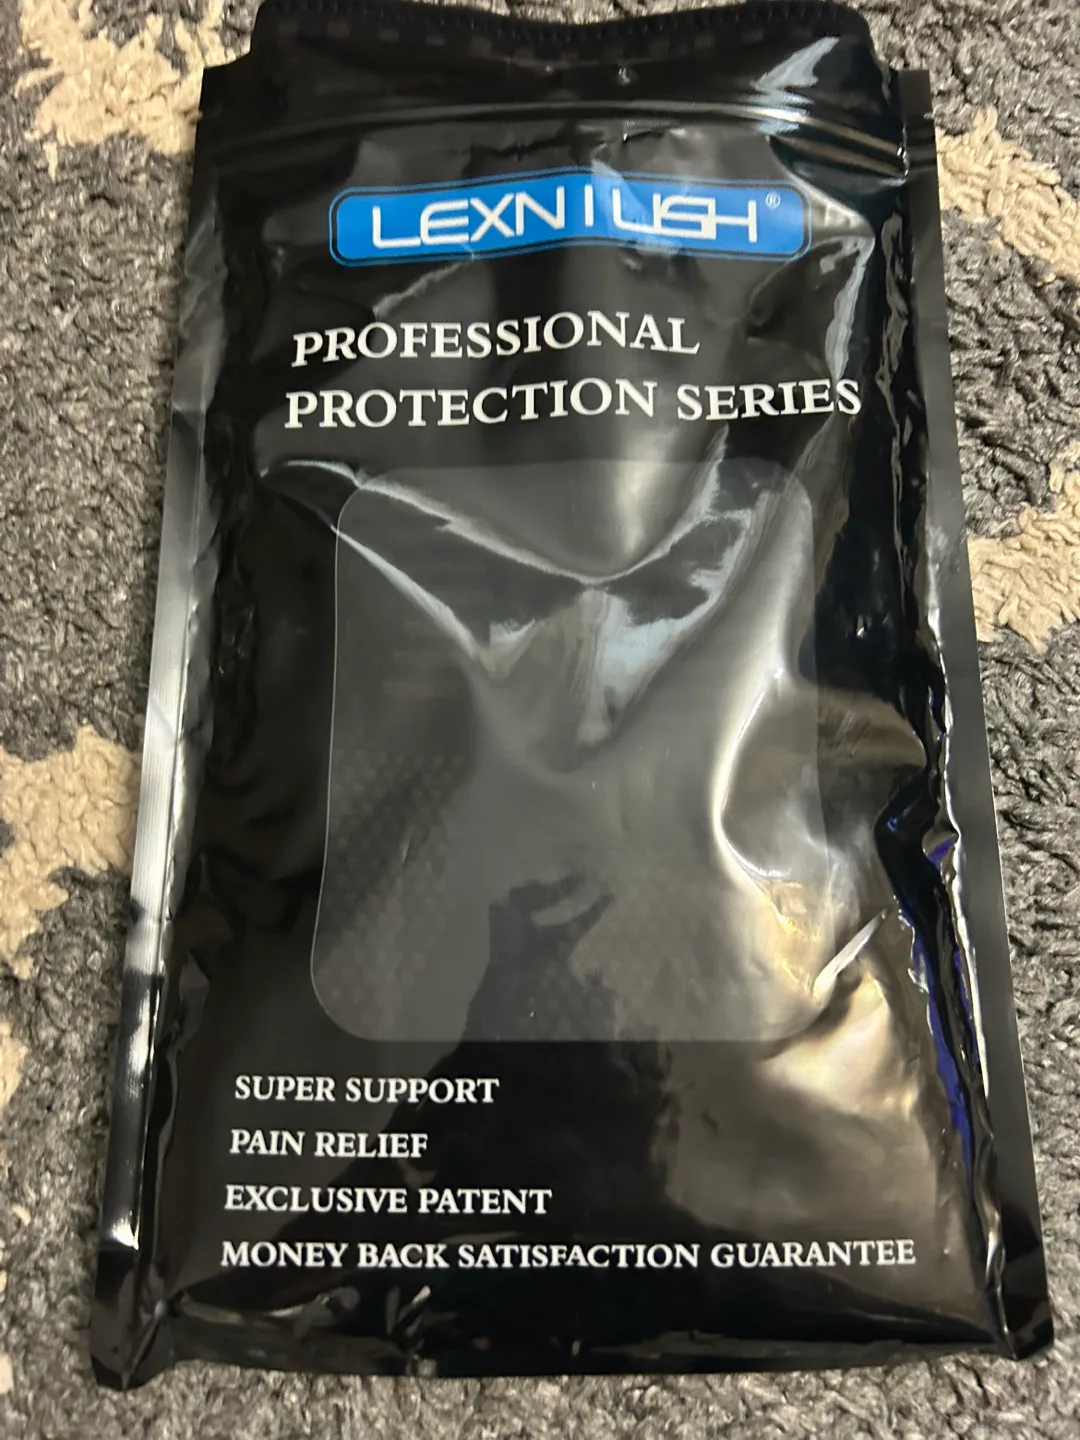 LEXNIUSH®
PROFESSIONAL
PROTECTION SERIES
SUPER SUPPORT
PAIN RELIEF
EXCLUSIVE PATENT
MONEY BACK SATISFACTION GUARANTEE